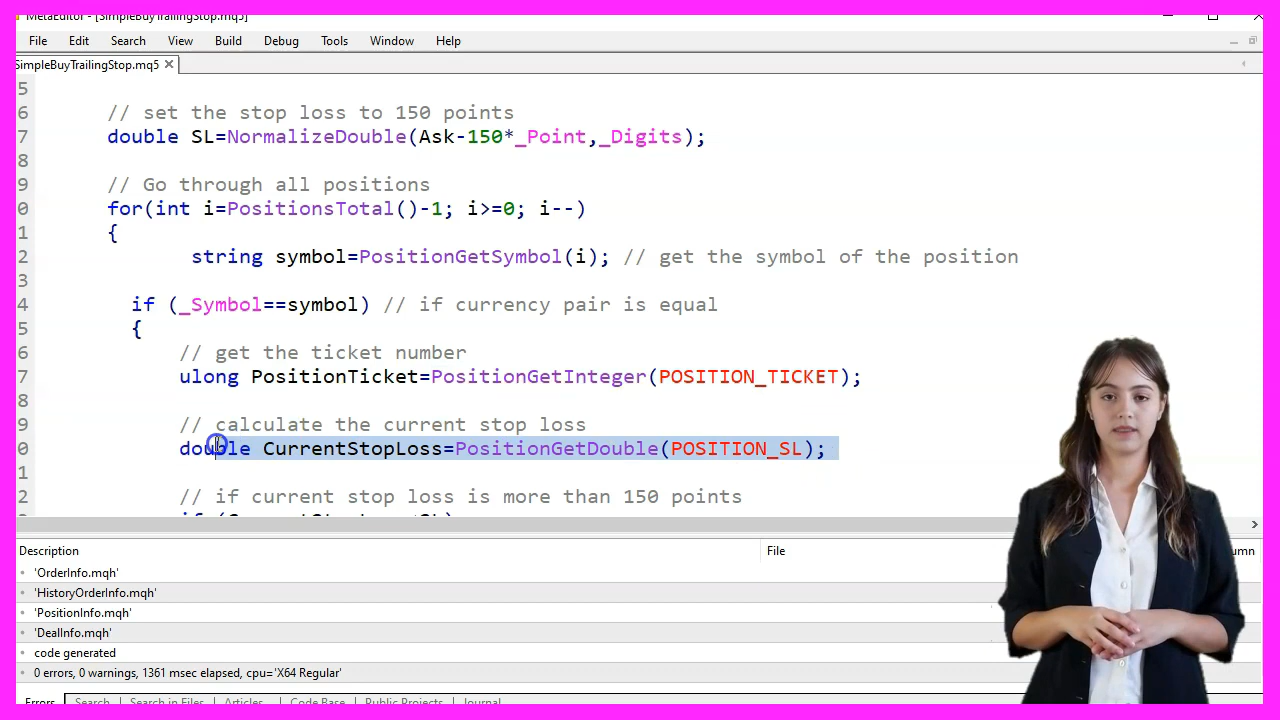 MetaEditor - [SimpleBuyTrailingStop.mq5]
File Edit Search View Build Debug Tools Window Help
SimpleBuyTrailingStop.mq5
5
6 // set the stop loss to 150 points
7 double SL=NormalizeDouble(Ask-150*_Point,_Digits);
8
9 // Go through all positions
0 for(int i=PositionsTotal()-1; i>=0; i--)
1 {
2 string symbol=PositionGetSymbol(i); // get the symbol of the position
3
4 if (_Symbol==symbol) // if currency pair is equal
5 {
6 // get the ticket number
7 ulong PositionTicket=PositionGetInteger(POSITION_TICKET);
8
9 // calculate the current stop loss
0 double CurrentStopLoss=PositionGetDouble(POSITION_SL);
1
2 // if current stop loss is more than 150 points
Description File umn
'OrderInfo.mqh'
'HistoryOrderInfo.mqh'
'PositionInfo.mqh'
'DealInfo.mqh'
code generated
0 errors, 0 warnings, 1361 msec elapsed, cpu='X64 Regular'
Errors Search Search in Files Articles Code Base Public Projects Journal